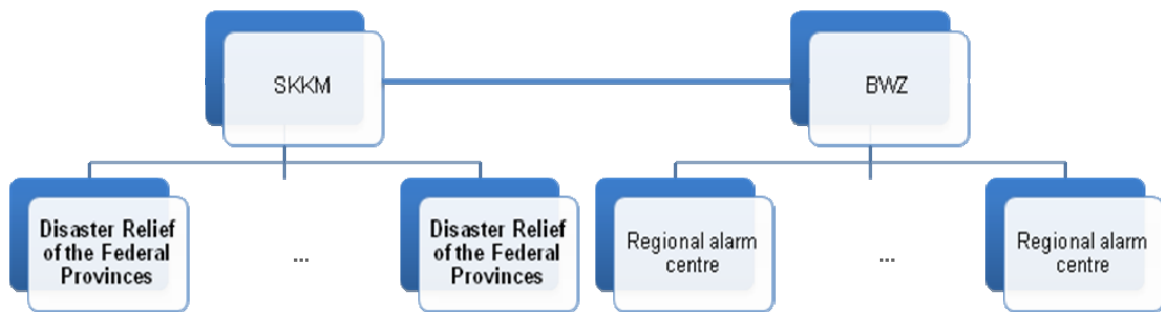 SKKM
BWZ
Disaster Relief
of the Federal
Provinces
...
Disaster Relief
of the Federal
Provinces
Regional alarm
centre
...
Regional alarm
centre